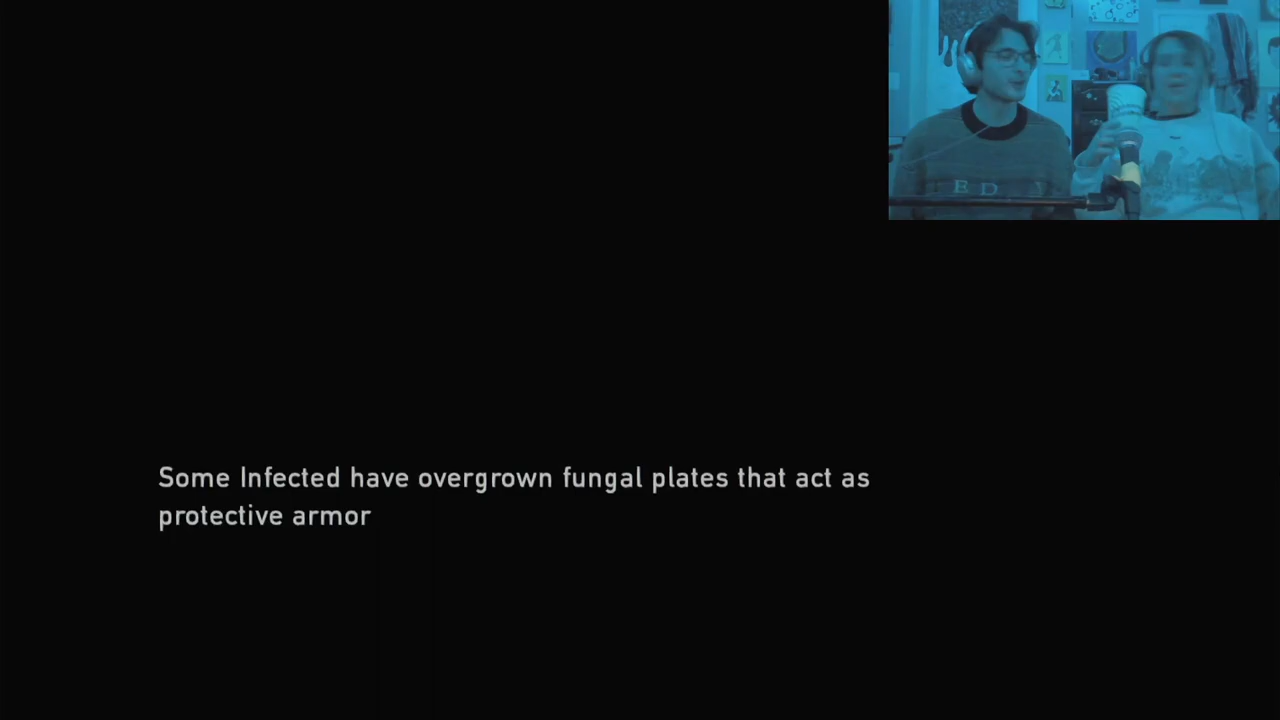 Some Infected have overgrown fungal plates that act as
protective armor